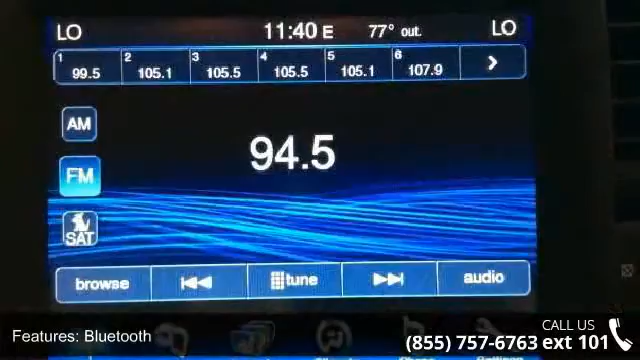 LO 11:40 E 77° out. LO
1 99.5 2 105.1 3 105.5 4 105.5 5 105.1 6 107.9
AM
94.5
FM
SAT
browse tune audio
Features: Bluetooth
CALL US
(855) 757-6763 ext 101